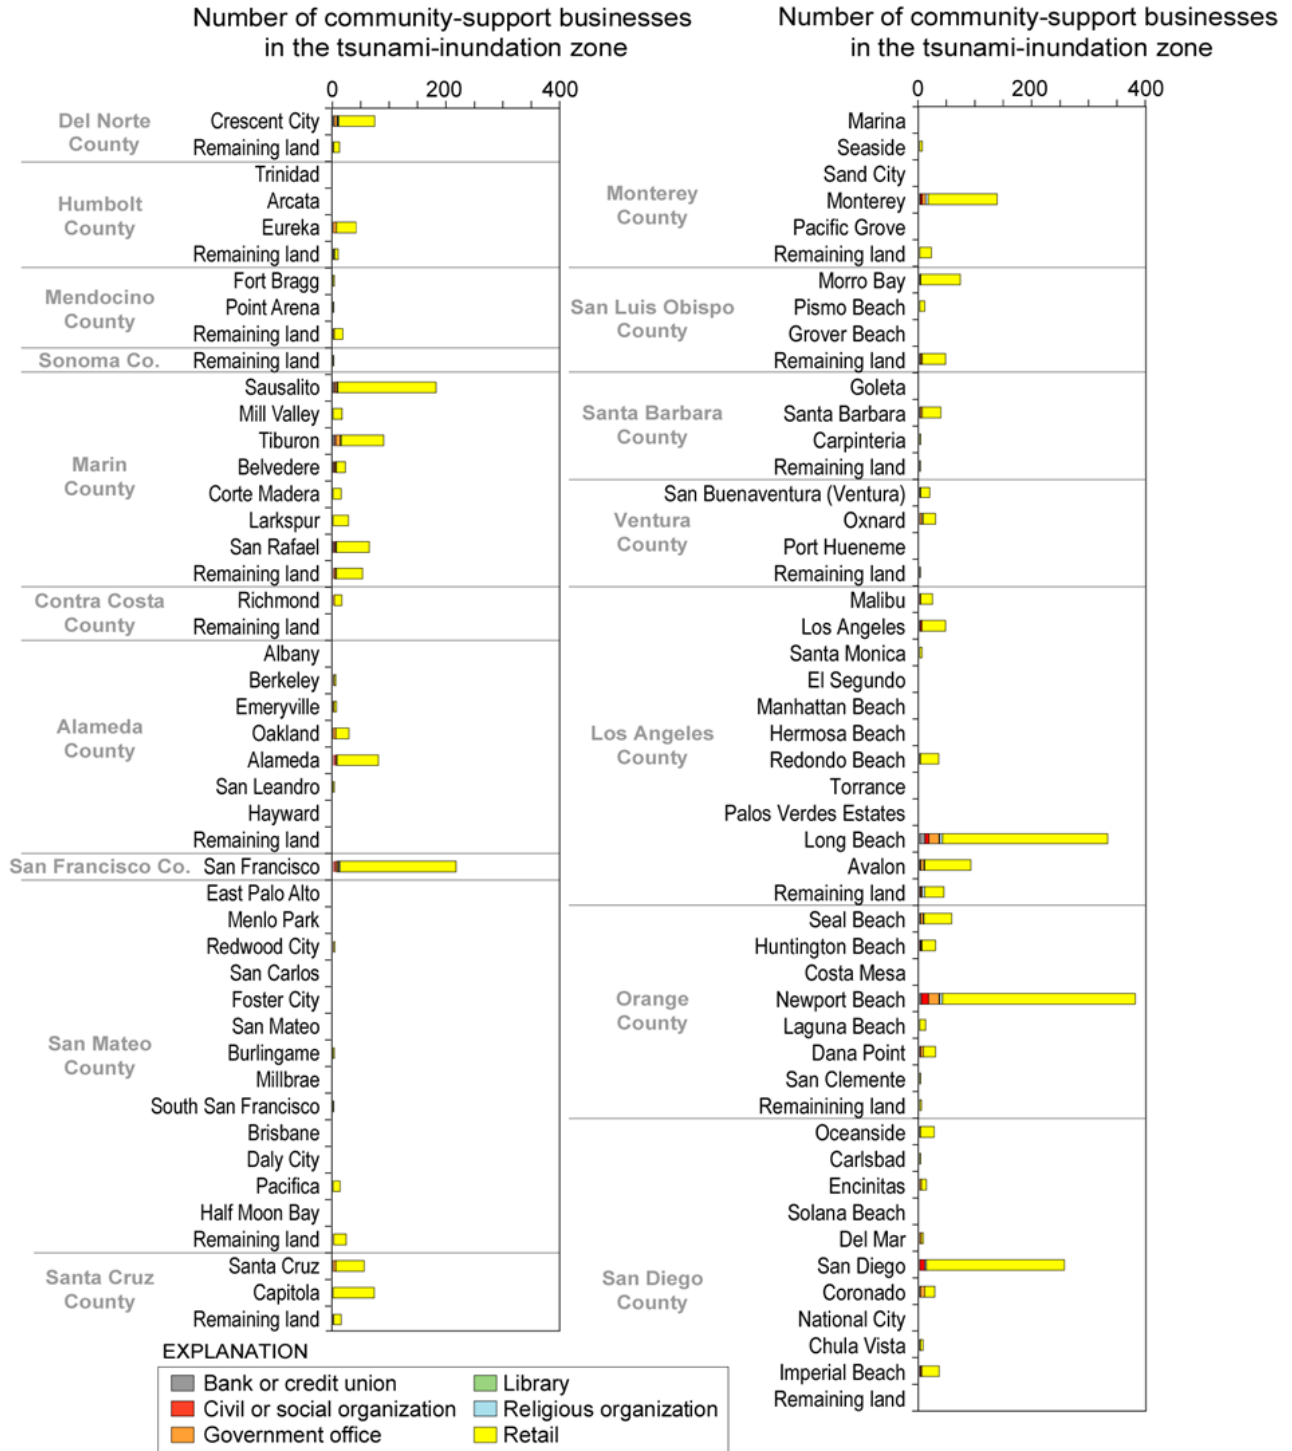 Number of community-support businesses
in the tsunami-inundation zone
0 200 400
Del Norte
County
Crescent City
Remaining land
Humbolt
County
Trinidad
Arcata
Eureka
Remaining land
Mendocino
County
Fort Bragg
Point Arena
Remaining land
Sonoma Co.
Remaining land
Marin
County
Sausalito
Mill Valley
Tiburon
Belvedere
Corte Madera
Larkspur
San Rafael
Remaining land
Contra Costa
County
Richmond
Remaining land
Alameda
County
Albany
Berkeley
Emeryville
Oakland
Alameda
San Leandro
Hayward
Remaining land
San Francisco Co.
San Francisco
San Mateo
County
East Palo Alto
Menlo Park
Redwood City
San Carlos
Foster City
San Mateo
Burlingame
Millbrae
South San Francisco
Brisbane
Daly City
Pacifica
Half Moon Bay
Remaining land
Santa Cruz
County
Santa Cruz
Capitola
Remaining land
Number of community-support businesses
in the tsunami-inundation zone
0 200 400
Monterey
County
Marina
Seaside
Sand City
Monterey
Pacific Grove
Remaining land
San Luis Obispo
County
Morro Bay
Pismo Beach
Grover Beach
Remaining land
Santa Barbara
County
Goleta
Santa Barbara
Carpinteria
Remaining land
Ventura
County
San Buenaventura (Ventura)
Oxnard
Port Hueneme
Remaining land
Los Angeles
County
Malibu
Los Angeles
Santa Monica
El Segundo
Manhattan Beach
Hermosa Beach
Redondo Beach
Torrance
Palos Verdes Estates
Long Beach
Avalon
Remaining land
Orange
County
Seal Beach
Huntington Beach
Costa Mesa
Newport Beach
Laguna Beach
Dana Point
San Clemente
Remainining land
San Diego
County
Oceanside
Carlsbad
Encinitas
Solana Beach
Del Mar
San Diego
Coronado
National City
Chula Vista
Imperial Beach
Remaining land
EXPLANATION
Bank or credit union
Civil or social organization
Government office
Library
Religious organization
Retail